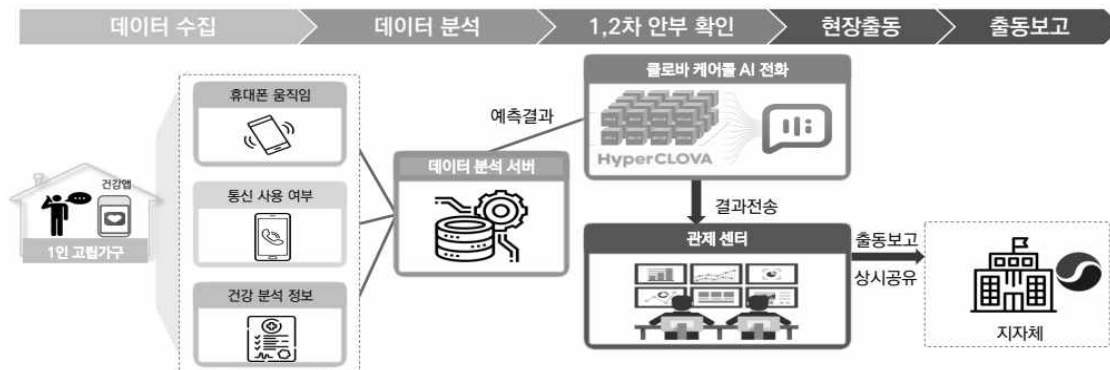 데이터 수집
데이터 분석
1,2차 안부 확인
현장출동
출동보고
휴대폰 움직임
통신 사용 여부
건강 분석 정보
건강앱
1인 고립가구
데이터 분석 서버
예측결과
클로바 케어콜 AI 전화
HyperCLOVA
결과전송
관제 센터
출동보고
상시공유
지자체